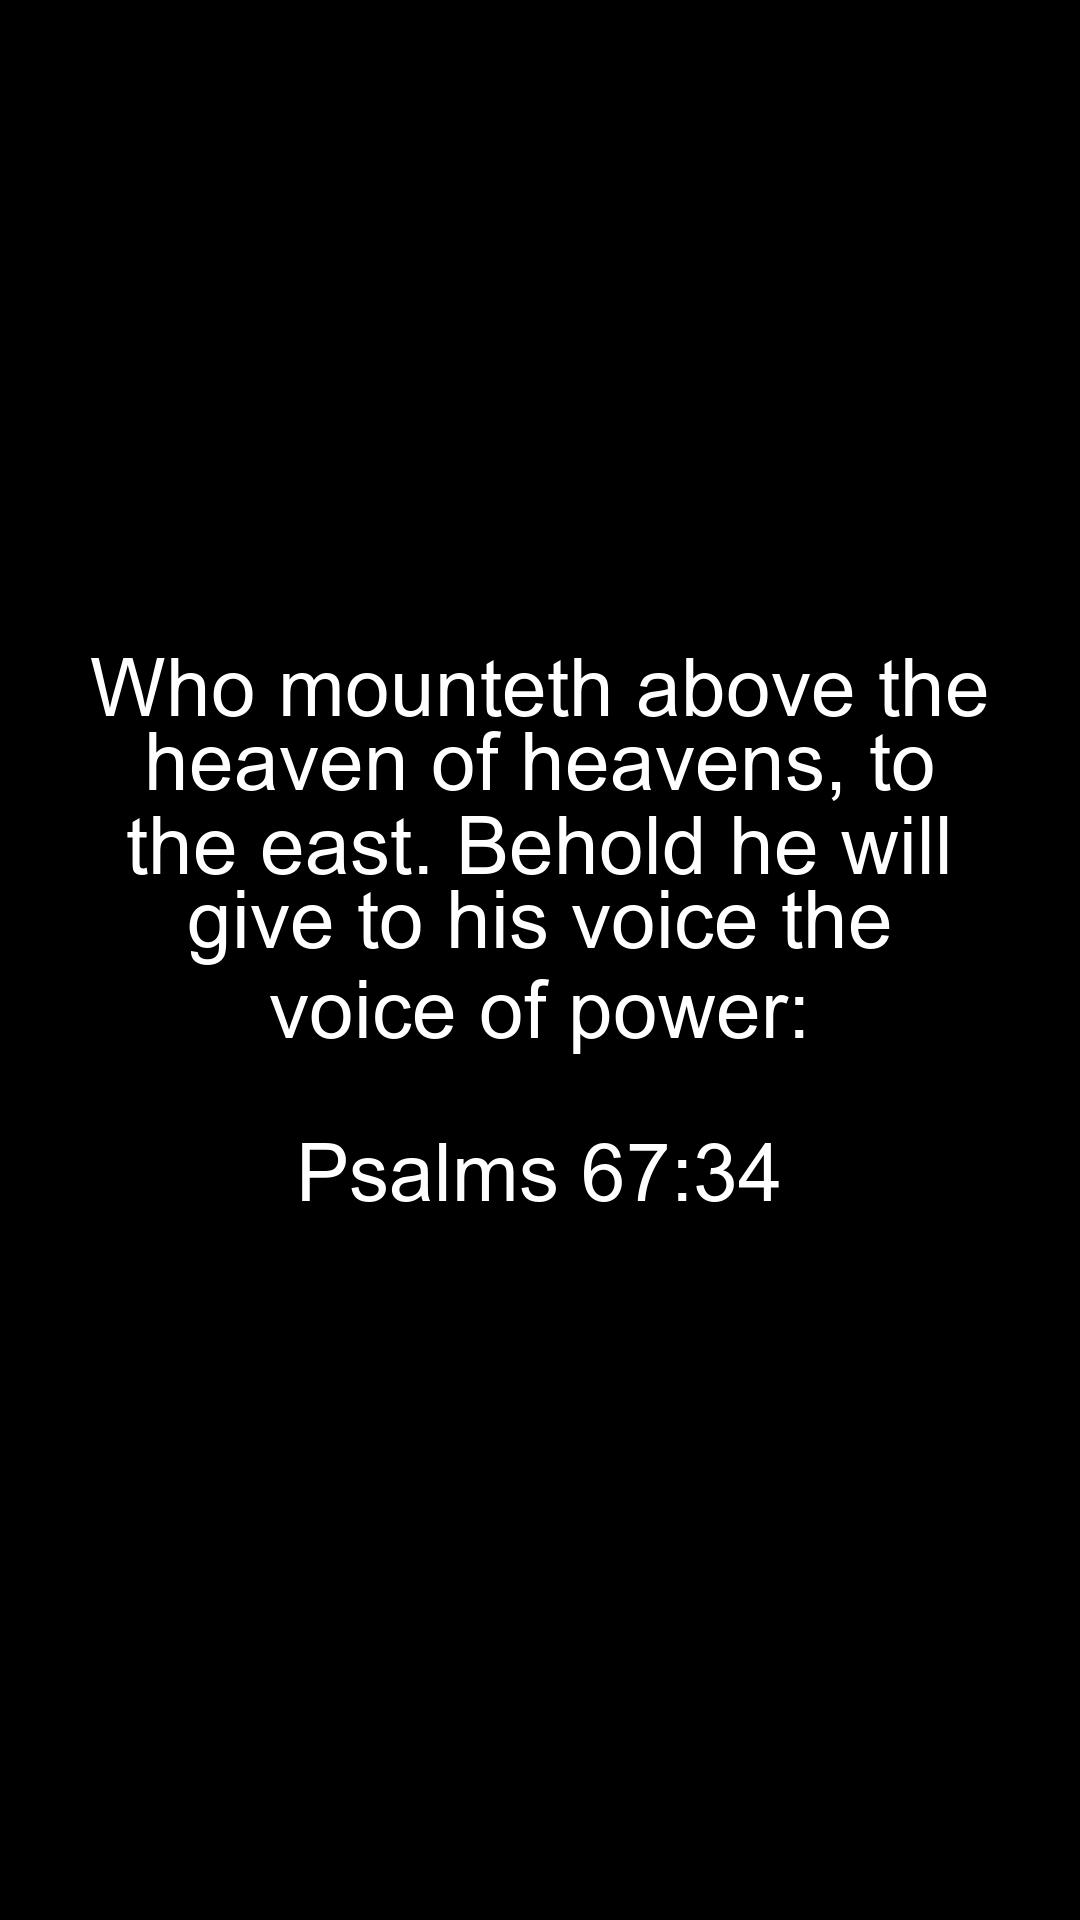 Who mounteth above the
heaven of heavens, to
the east. Behold he will
give to his voice the
voice of power:
Psalms 67:34